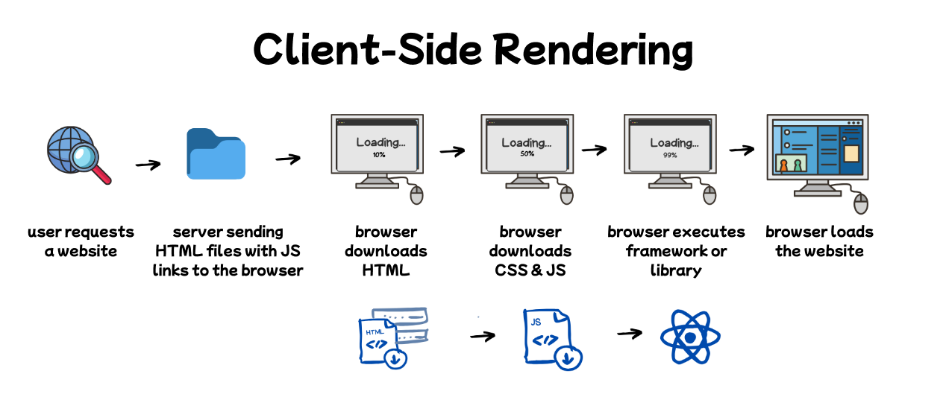 Client-Side Rendering
Loading...
10%
Loading...
50%
Loading...
99%
user requests
a website
server sending
HTML files with JS
links to the browser
browser
downloads
HTML
browser
downloads
CSS & JS
browser executes
framework or
library
browser loads
the website
HTML
</>
JS
</>